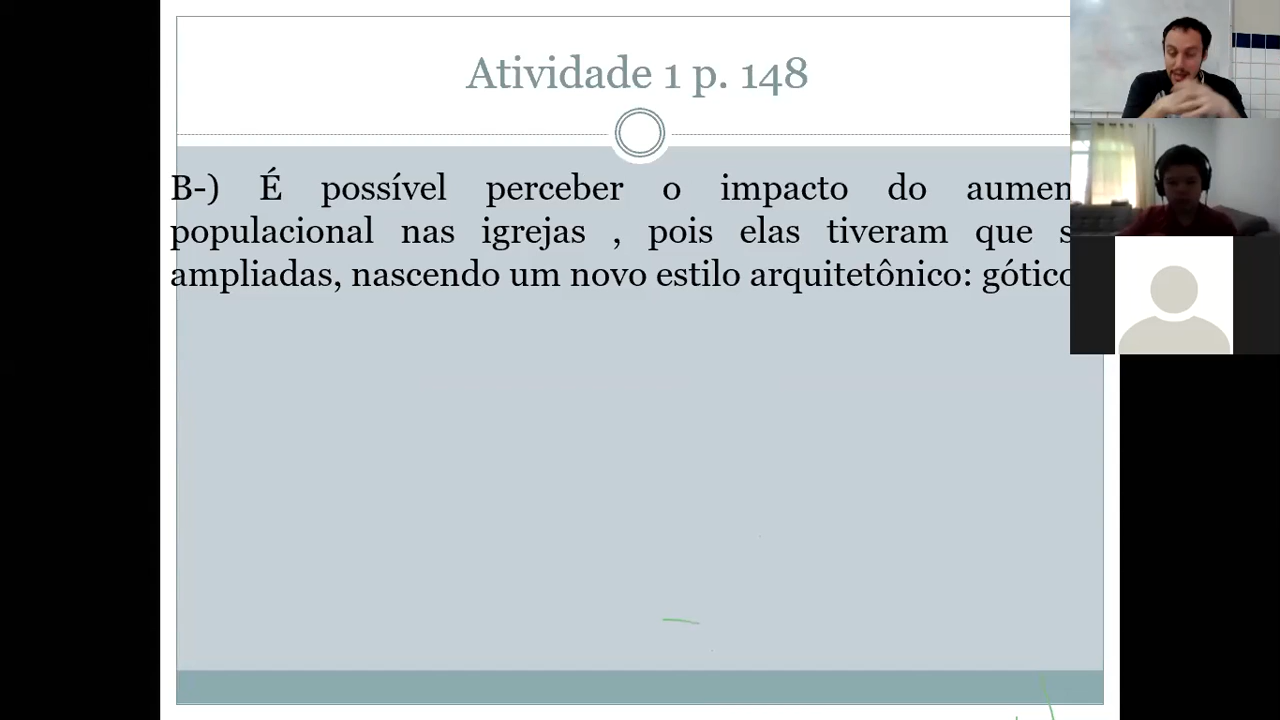 Atividade 1 p. 148
B-) É possível perceber o impacto do aumen
populacional nas igrejas , pois elas tiveram que s
ampliadas, nascendo um novo estilo arquitetônico: gótico